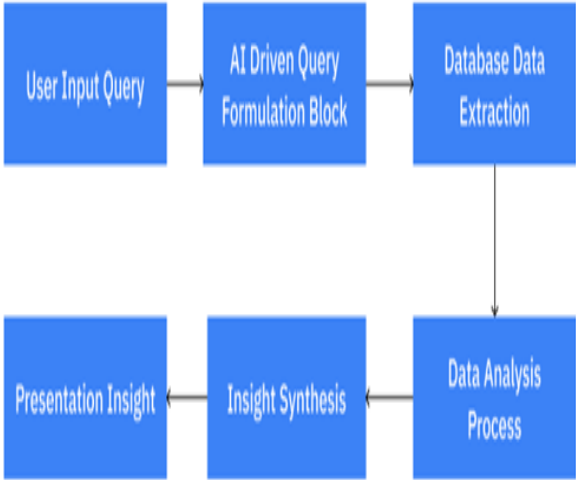 User Input Query
AI Driven Query
Formulation Block
Database Data
Extraction
Data Analysis
Process
Insight Synthesis
Presentation Insight